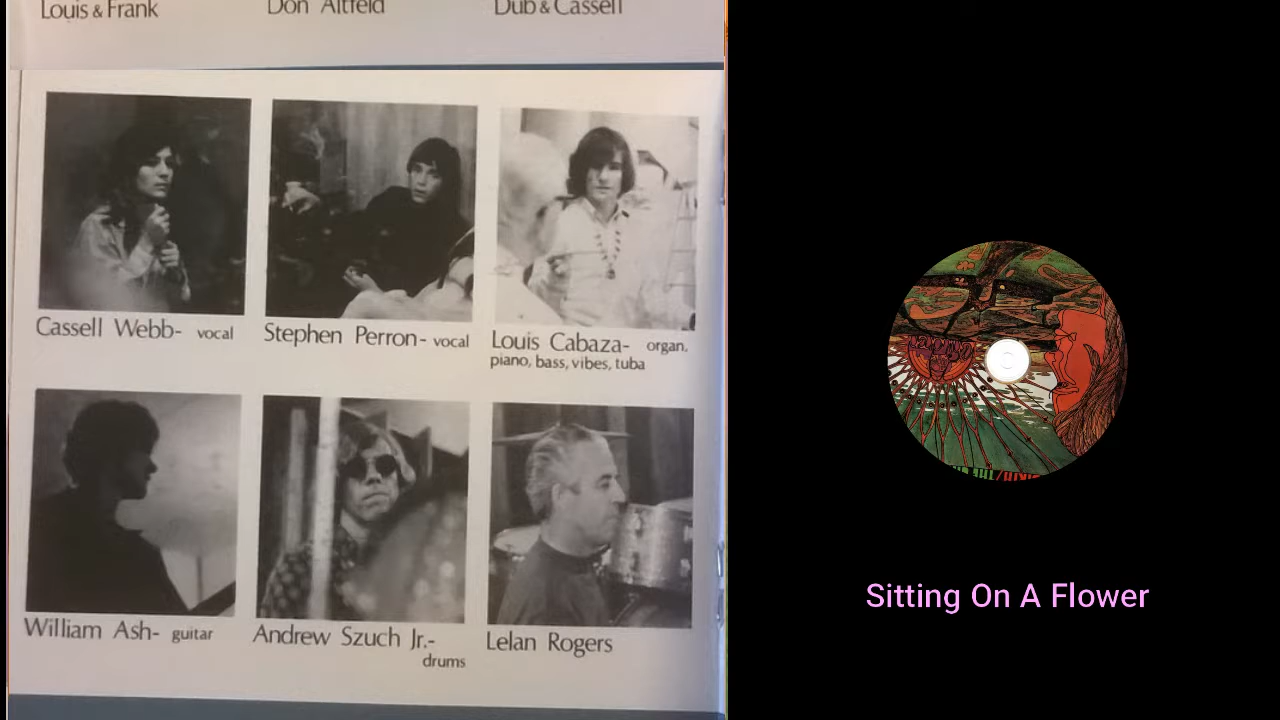 Louis & Frank
Don Altfeld
Dub & Cassell
Cassell Webb- vocal
Stephen Perron- vocal
Louis Cabaza- organ,
piano, bass, vibes, tuba
William Ash- guitar
Andrew Szuch Jr.-
drums
Lelan Rogers
Sitting On A Flower